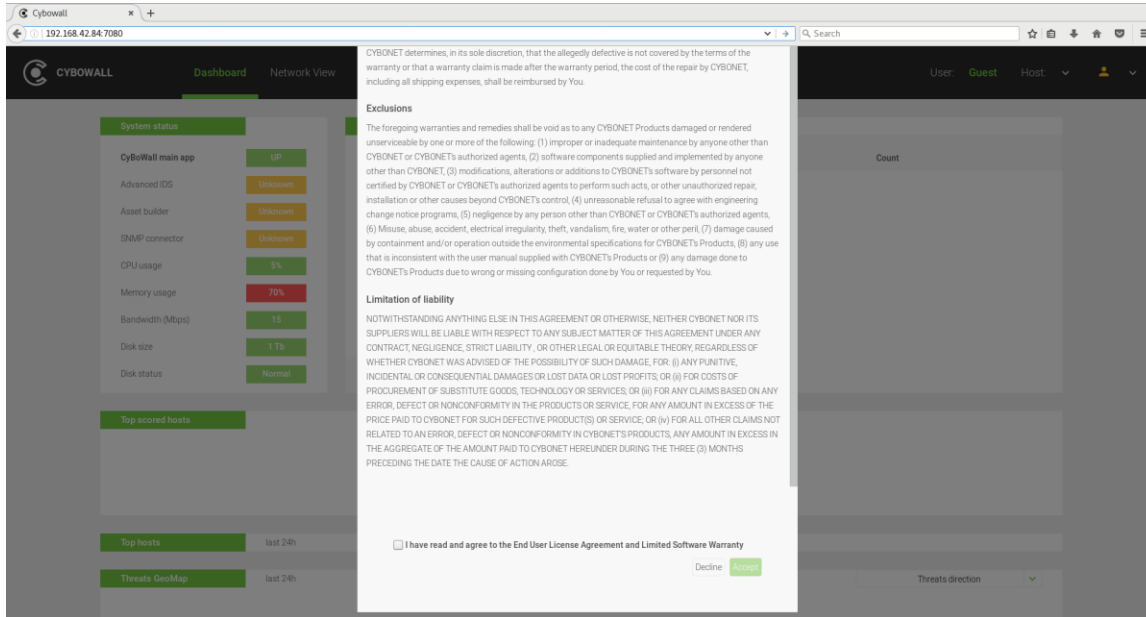 Cybowall
192.168.42.84:7080
Search
CYBOWALL
Dashboard
Network View
User: Guest
Host:
CYBONET determines, in its sole discretion, that the allegedly defective is not covered by the terms of the
warranty or that a warranty claim is made after the warranty period, the cost of the repair by CYBONET,
including all shipping expenses, shall be reimbursed by You.
Exclusions
The foregoing warranties and remedies shall be void as to any CYBONET Products damaged or rendered
unserviceable by one or more of the following: (1) improper or inadequate maintenance by anyone other than
CYBONET or CYBONET's authorized agents, (2) software components supplied and implemented by anyone
other than CYBONET, (3) modifications, alterations or additions to CYBONET's software by personnel not
certified by CYBONET or CYBONET's authorized agents to perform such acts, or other unauthorized repair,
installation or other causes beyond CYBONET's control, (4) unreasonable refusal to agree with engineering
change notice programs, (5) negligence by any person other than CYBONET or CYBONET's authorized agents,
(6) Misuse, abuse, accident, electrical irregularity, theft, vandalism, fire, water or other peril, (7) damage caused
by containment and/or operation outside the environmental specifications for CYBONET's Products, (8) any use
that is inconsistent with the user manual supplied with CYBONET's Products or (9) any damage done to
CYBONET's Products due to wrong or missing configuration done by You or requested by You.
Limitation of liability
NOTWITHSTANDING ANYTHING ELSE IN THIS AGREEMENT OR OTHERWISE, NEITHER CYBONET NOR ITS
SUPPLIERS WILL BE LIABLE WITH RESPECT TO ANY SUBJECT MATTER OF THIS AGREEMENT UNDER ANY
CONTRACT, NEGLIGENCE, STRICT LIABILITY , OR OTHER LEGAL OR EQUITABLE THEORY, REGARDLESS OF
WHETHER CYBONET WAS ADVISED OF THE POSSIBILITY OF SUCH DAMAGE, FOR: (i) ANY PUNITIVE,
INCIDENTAL OR CONSEQUENTIAL DAMAGES OR LOST DATA OR LOST PROFITS; OR (ii) FOR COSTS OF
PROCUREMENT OF SUBSTITUTE GOODS, TECHNOLOGY OR SERVICES; OR (iii) FOR ANY CLAIMS BASED ON ANY
ERROR, DEFECT OR NONCONFORMITY IN THE PRODUCTS OR SERVICE, FOR ANY AMOUNT IN EXCESS OF THE
PRICE PAID TO CYBONET FOR SUCH DEFECTIVE PRODUCT(S) OR SERVICE; OR (iv) FOR ALL OTHER CLAIMS NOT
RELATED TO AN ERROR, DEFECT OR NONCONFORMITY IN CYBONET'S PRODUCTS, ANY AMOUNT IN EXCESS IN
THE AGGREGATE OF THE AMOUNT PAID TO CYBONET HEREUNDER DURING THE THREE (3) MONTHS
PRECEDING THE DATE THE CAUSE OF ACTION AROSE.
I have read and agree to the End User License Agreement and Limited Software Warranty
Decline
Accept
System status
CyBoWall main app UP
Advanced IDS Unknown
Asset builder Unknown
SNMP connector Unknown
CPU usage 5%
Memory usage 70%
Bandwidth (Mbps) 15
Disk size 1 Tb
Disk status Normal
Count
Top scored hosts
Top hosts last 24h
Threats GeoMap last 24h
Threats direction